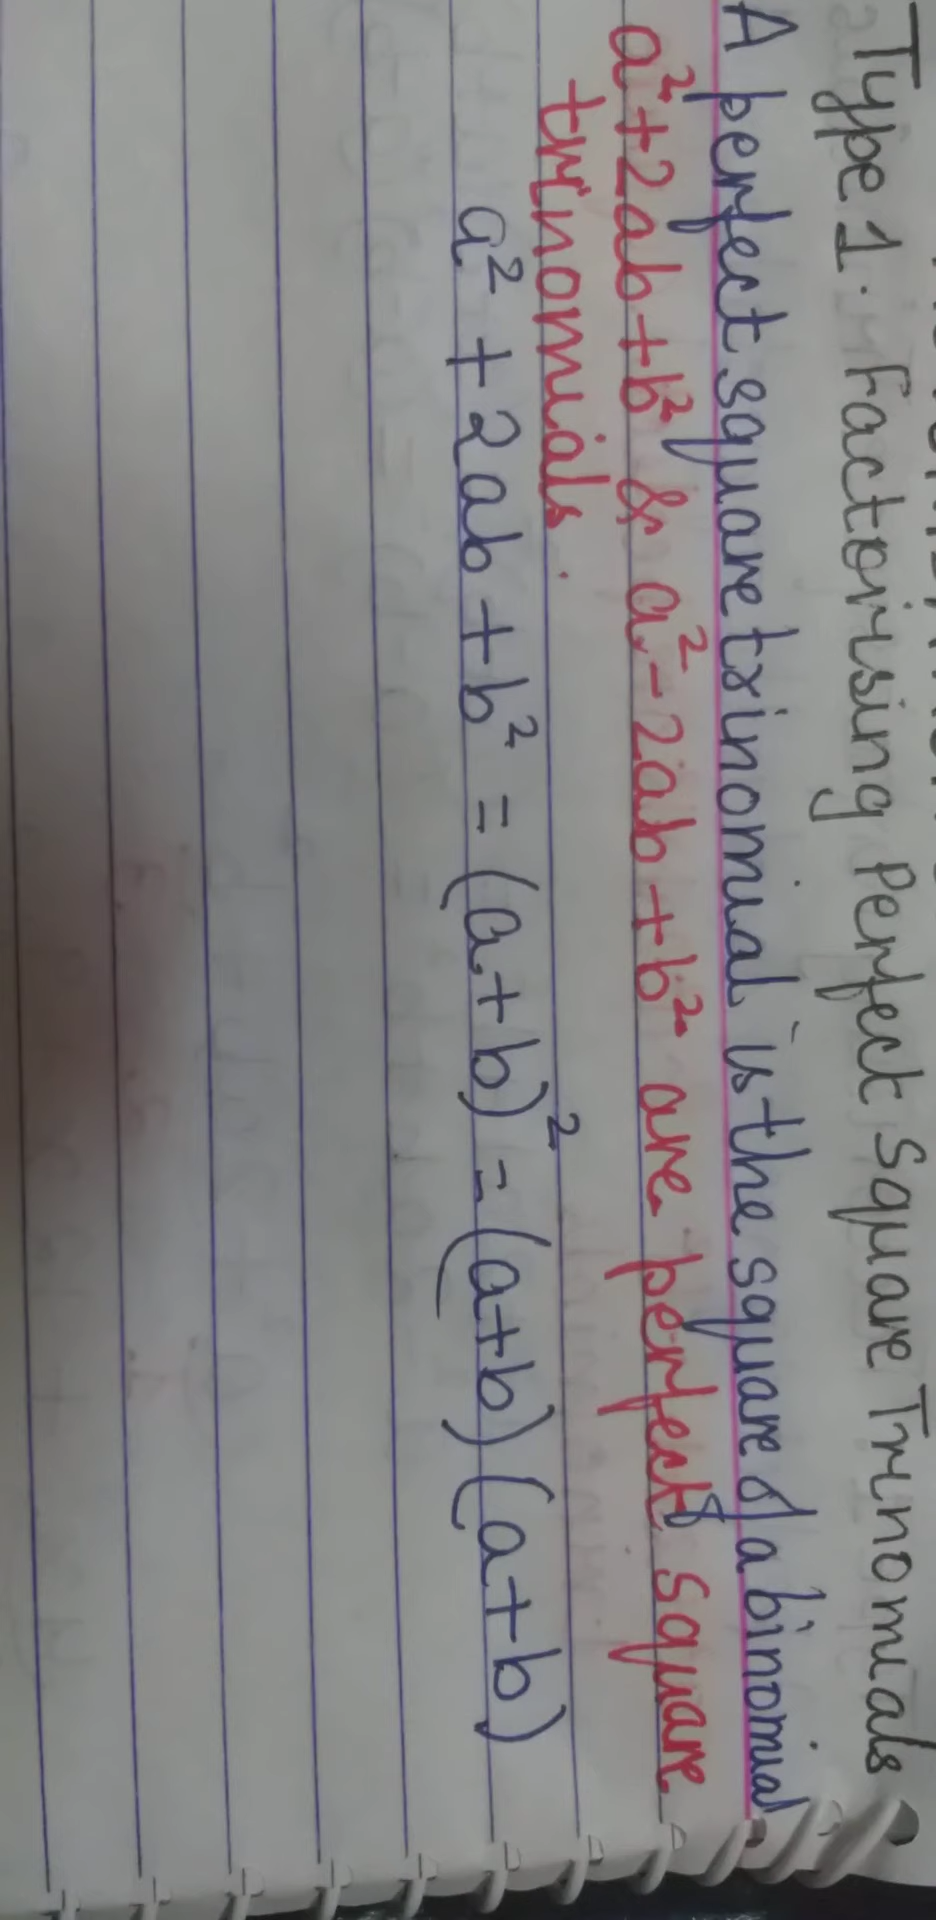 Type 1. Factorising Perfect Square Trinomials
A perfect square trinomial is the square of a binomial
a² + 2ab + b² & a² - 2ab + b² are perfect square
trinomials.
a² + 2ab + b² = (a+b)² = (a+b) (a+b)